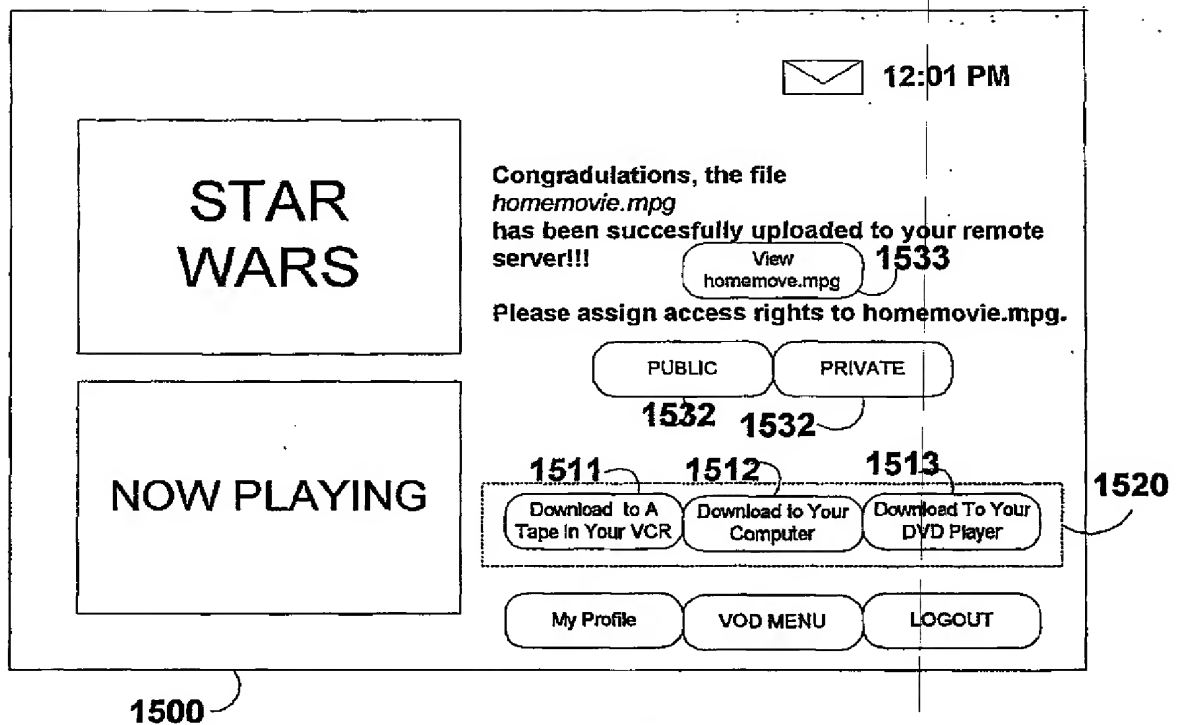 12:01 PM
STAR
WARS
Congradulations, the file
homemovie.mpg
has been succesfully uploaded to your remote
server!!!
View
homemove.mpg
1533
Please assign access rights to homemovie.mpg.
PUBLIC
PRIVATE
1532
1532
NOW PLAYING
1511
1512
1513
1520
Download to A
Tape In Your VCR
Download to Your
Computer
Download To Your
DVD Player
My Profile
VOD MENU
LOGOUT
1500